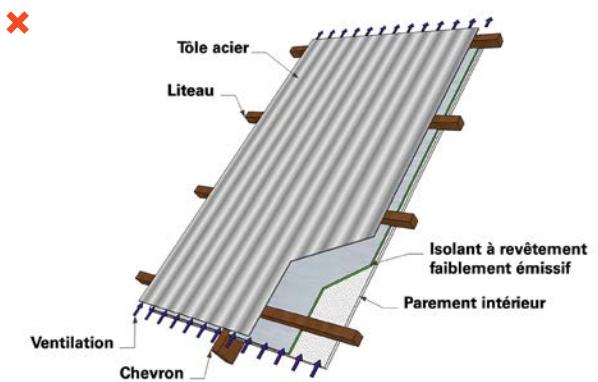 Tôle acier
Liteau
Isolant à revêtement
faiblement émissif
Parement intérieur
Ventilation
Chevron